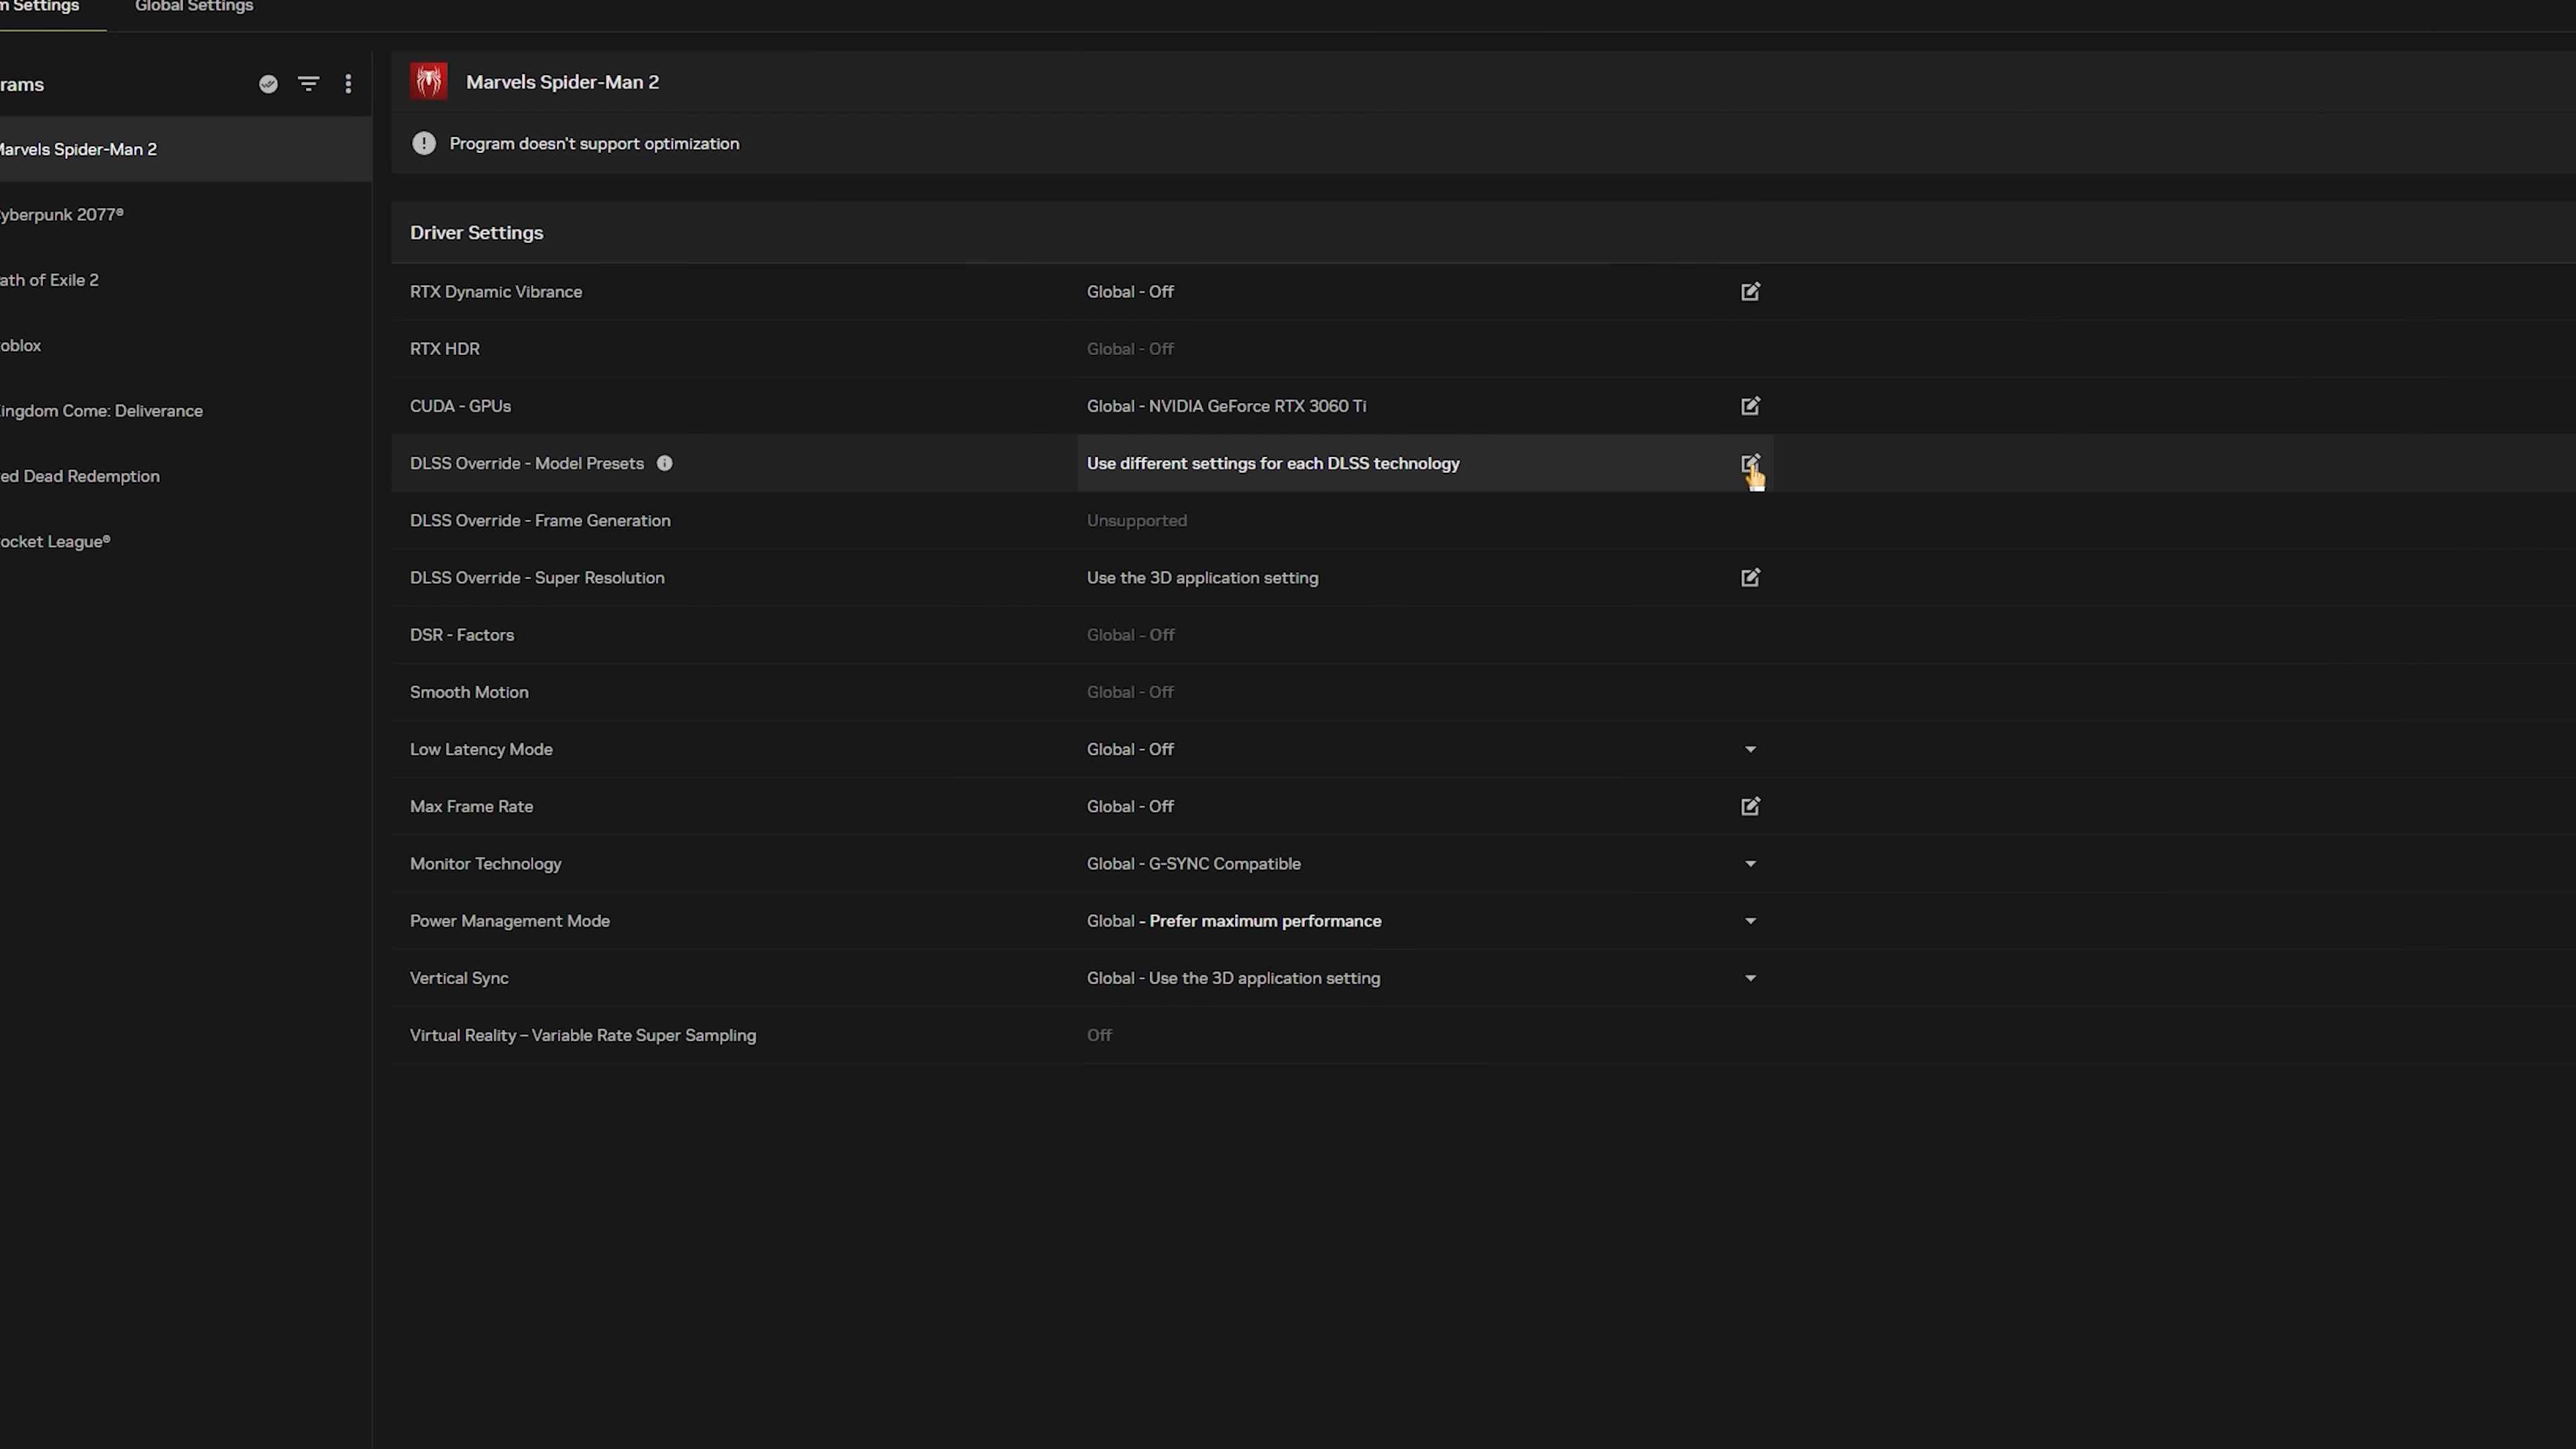 n Settings
Global Settings
rams
Marvels Spider-Man 2
yberpunk 2077®
ath of Exile 2
oblox
ingdom Come: Deliverance
ed Dead Redemption
ocket League®
Marvels Spider-Man 2
Program doesn't support optimization
Driver Settings
RTX Dynamic Vibrance
Global - Off
RTX HDR
Global - Off
CUDA - GPUs
Global - NVIDIA GeForce RTX 3060 Ti
DLSS Override - Model Presets
Use different settings for each DLSS technology
DLSS Override - Frame Generation
Unsupported
DLSS Override - Super Resolution
Use the 3D application setting
DSR - Factors
Global - Off
Smooth Motion
Global - Off
Low Latency Mode
Global - Off
Max Frame Rate
Global - Off
Monitor Technology
Global - G-SYNC Compatible
Power Management Mode
Global - Prefer maximum performance
Vertical Sync
Global - Use the 3D application setting
Virtual Reality – Variable Rate Super Sampling
Off